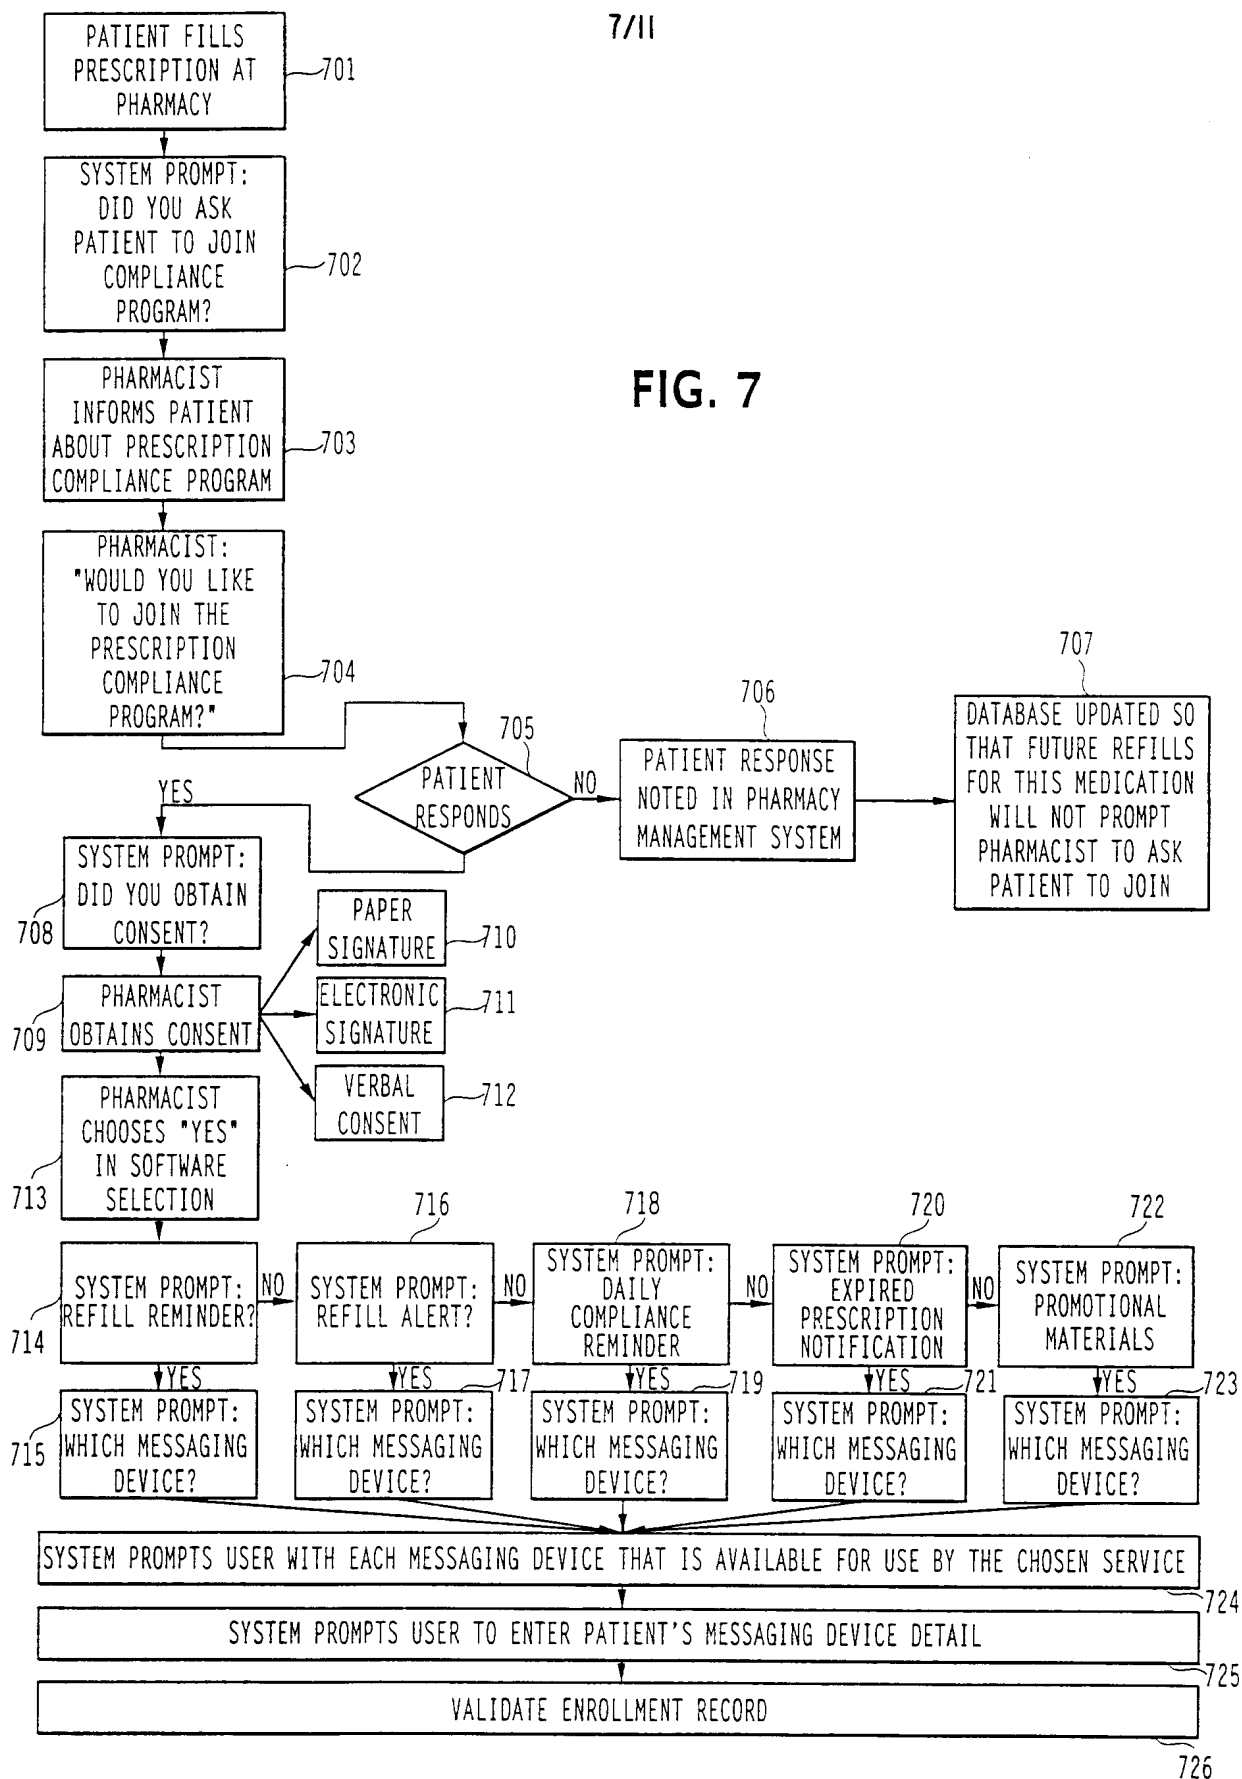 7/11
PATIENT FILLS
PRESCRIPTION AT
PHARMACY
701
SYSTEM PROMPT:
DID YOU ASK
PATIENT TO JOIN
COMPLIANCE
PROGRAM?
702
PHARMACIST
INFORMS PATIENT
ABOUT PRESCRIPTION
COMPLIANCE PROGRAM
703
FIG. 7
PHARMACIST:
"WOULD YOU LIKE
TO JOIN THE
PRESCRIPTION
COMPLIANCE
PROGRAM?"
704
PATIENT
RESPONDS
705
NO
PATIENT RESPONSE
NOTED IN PHARMACY
MANAGEMENT SYSTEM
706
DATABASE UPDATED SO
THAT FUTURE REFILLS
FOR THIS MEDICATION
WILL NOT PROMPT
PHARMACIST TO ASK
PATIENT TO JOIN
707
YES
SYSTEM PROMPT:
DID YOU OBTAIN
CONSENT?
708
PHARMACIST
OBTAINS CONSENT
709
PAPER
SIGNATURE
710
ELECTRONIC
SIGNATURE
711
VERBAL
CONSENT
712
PHARMACIST
CHOOSES "YES"
IN SOFTWARE
SELECTION
713
SYSTEM PROMPT:
REFILL REMINDER?
714
NO
716
SYSTEM PROMPT:
REFILL ALERT?
NO
718
SYSTEM PROMPT:
DAILY
COMPLIANCE
REMINDER
NO
720
SYSTEM PROMPT:
EXPIRED
PRESCRIPTION
NOTIFICATION
NO
722
SYSTEM PROMPT:
PROMOTIONAL
MATERIALS
YES
SYSTEM PROMPT:
WHICH MESSAGING
DEVICE?
715
YES
717
SYSTEM PROMPT:
WHICH MESSAGING
DEVICE?
YES
719
SYSTEM PROMPT:
WHICH MESSAGING
DEVICE?
YES
721
SYSTEM PROMPT:
WHICH MESSAGING
DEVICE?
YES
723
SYSTEM PROMPT:
WHICH MESSAGING
DEVICE?
SYSTEM PROMPTS USER WITH EACH MESSAGING DEVICE THAT IS AVAILABLE FOR USE BY THE CHOSEN SERVICE
724
SYSTEM PROMPTS USER TO ENTER PATIENT'S MESSAGING DEVICE DETAIL
725
VALIDATE ENROLLMENT RECORD
726